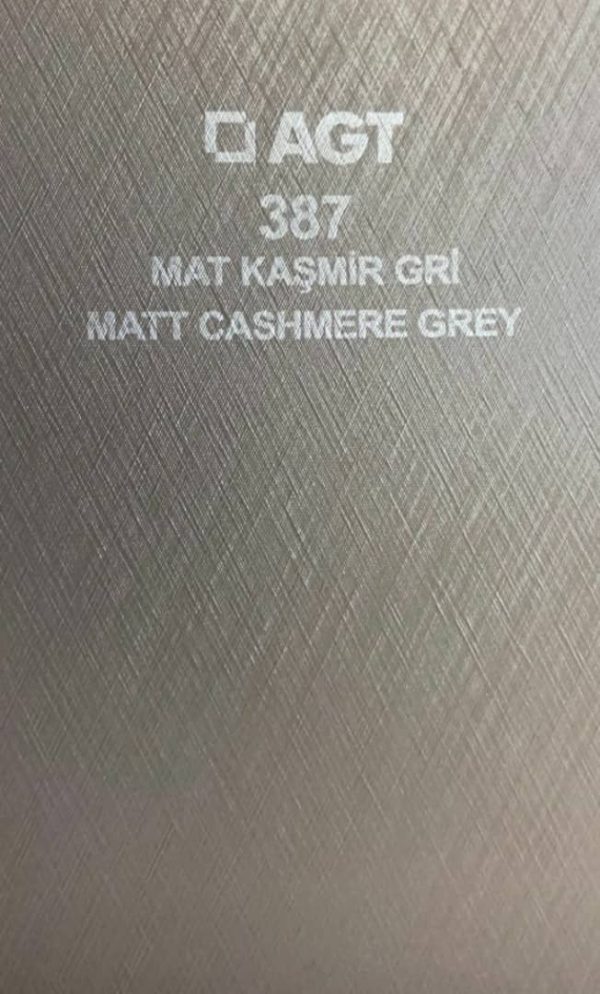 AGT
387
MAT KAŞMİR GRİ
MATT CASHMERE GREY